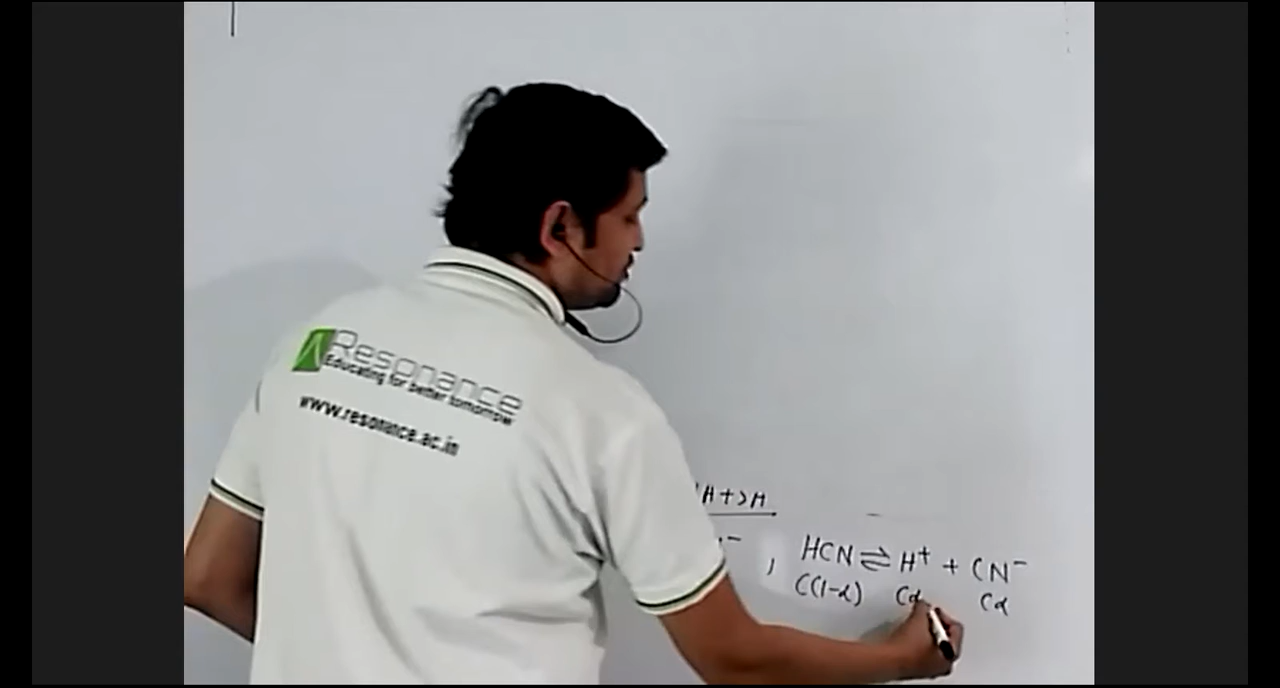 Resonance
Educating for better tomorrow
www.resonance.ac.in
H+>H
, HCN ⇌ H⁺ + CN⁻
C(1-α) Cα Cα